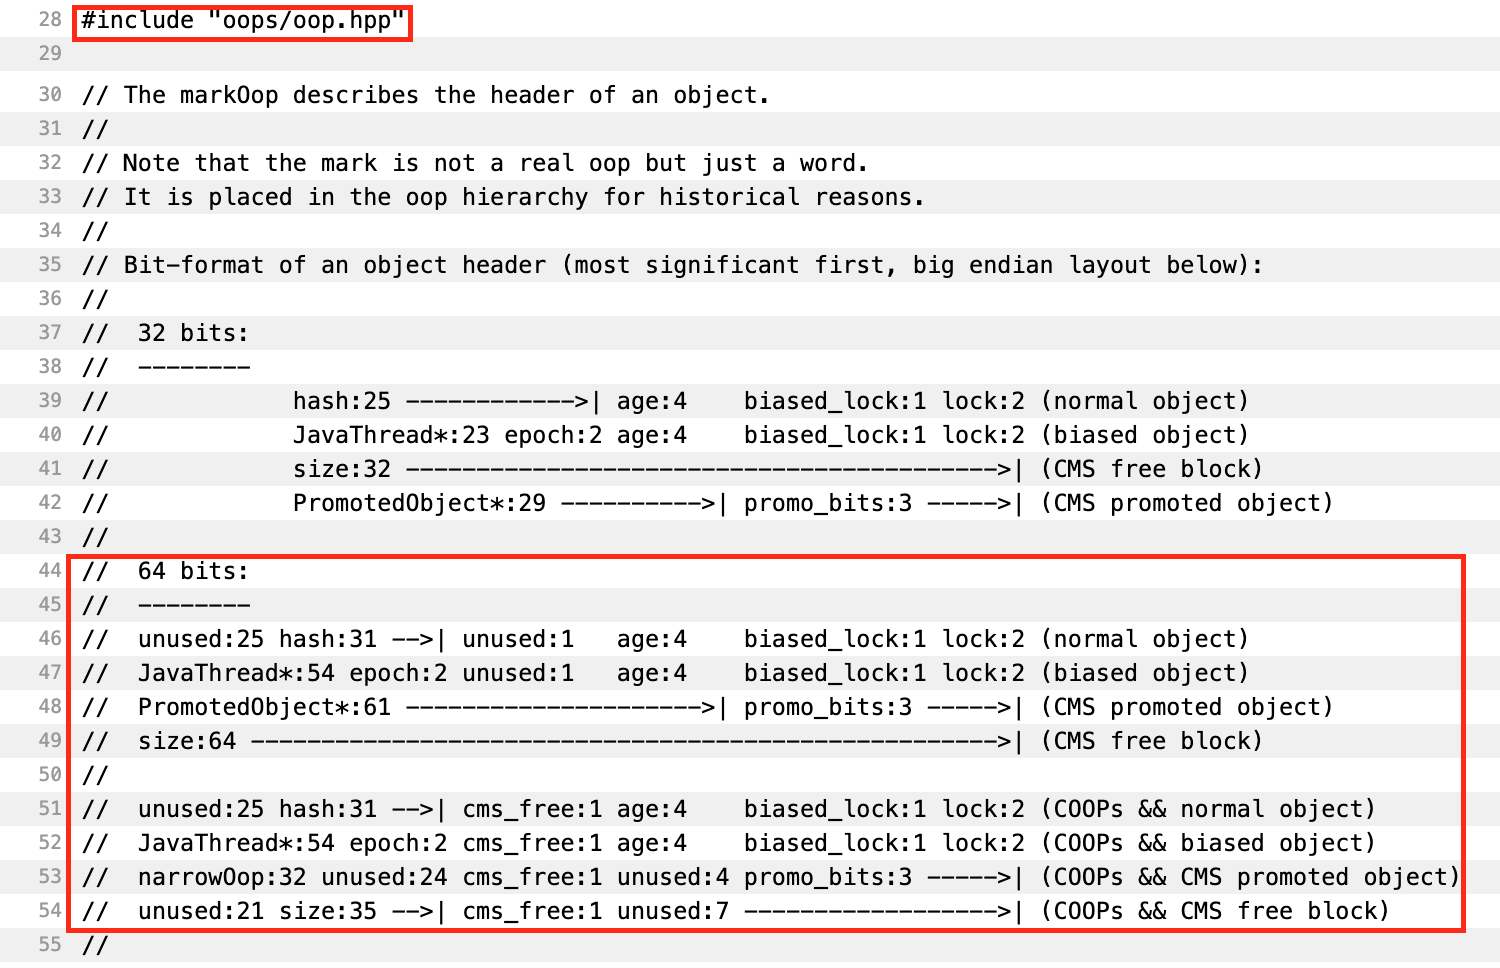 28 #include "oops/oop.hpp"
29
30 // The markOop describes the header of an object.
31 //
32 // Note that the mark is not a real oop but just a word.
33 // It is placed in the oop hierarchy for historical reasons.
34 //
35 // Bit-format of an object header (most significant first, big endian layout below):
36 //
37 //  32 bits:
38 //  --------
39 //             hash:25 ------------>| age:4    biased_lock:1 lock:2 (normal object)
40 //             JavaThread*:23 epoch:2 age:4    biased_lock:1 lock:2 (biased object)
41 //             size:32 ------------------------------------------>| (CMS free block)
42 //             PromotedObject*:29 ---------->| promo_bits:3 ----->| (CMS promoted object)
43 //
44 //  64 bits:
45 //  --------
46 //  unused:25 hash:31 -->| unused:1   age:4    biased_lock:1 lock:2 (normal object)
47 //  JavaThread*:54 epoch:2 unused:1   age:4    biased_lock:1 lock:2 (biased object)
48 //  PromotedObject*:61 --------------------->| promo_bits:3 ----->| (CMS promoted object)
49 //  size:64 ----------------------------------------------------->| (CMS free block)
50 //
51 //  unused:25 hash:31 -->| cms_free:1 age:4    biased_lock:1 lock:2 (COOPs && normal object)
52 //  JavaThread*:54 epoch:2 cms_free:1 age:4    biased_lock:1 lock:2 (COOPs && biased object)
53 //  narrowOop:32 unused:24 cms_free:1 unused:4 promo_bits:3 ----->| (COOPs && CMS promoted object)
54 //  unused:21 size:35 -->| cms_free:1 unused:7 ------------------>| (COOPs && CMS free block)
55 //